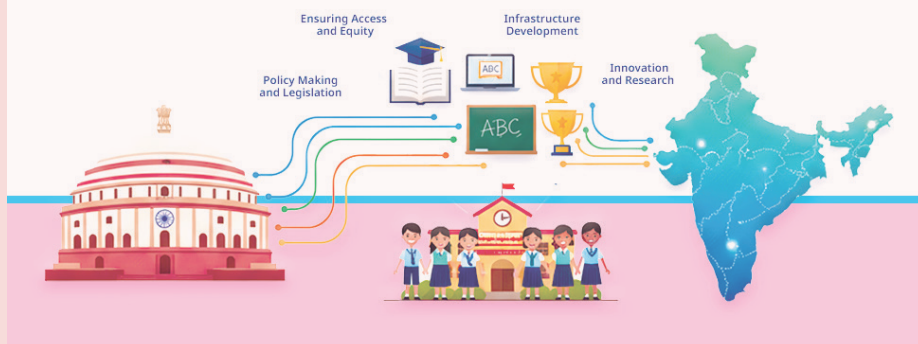 Ensuring Access
and Equity
Infrastructure
Development
Policy Making
and Legislation
Innovation
and Research
ABC
ABC